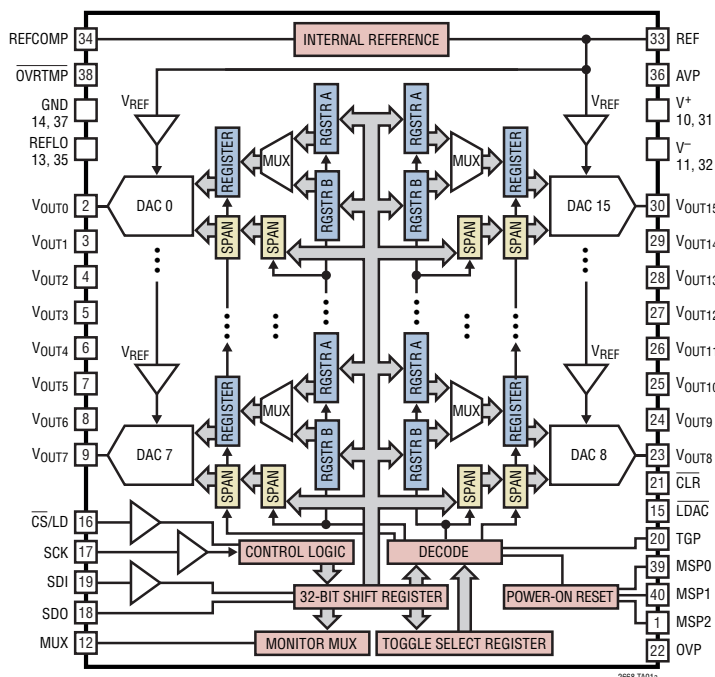 REFCOMP 34 INTERNAL REFERENCE 33 REF
OVRTMP 38 36 AVP
GND
14, 37
VREF VREF
V+
10, 31
REFLO
13, 35
V–
11, 32
REGISTER MUX RGSTR A RGSTR A MUX REGISTER
RGSTR B RGSTR B
VOUT0 2 DAC 0 DAC 15 30 VOUT15
SPAN SPAN SPAN SPAN
VOUT1 3 29 VOUT14
VOUT2 4 28 VOUT13
VOUT3 5 27 VOUT12
VOUT4 6 26 VOUT11
VREF VREF
VOUT5 7 25 VOUT10
REGISTER MUX RGSTR A RGSTR A MUX REGISTER
VOUT6 8 24 VOUT9
RGSTR B RGSTR B
VOUT7 9 DAC 7 DAC 8 23 VOUT8
SPAN SPAN SPAN SPAN
21 CLR
CS/LD 16 15 LDAC
SCK 17 CONTROL LOGIC DECODE 20 TGP
39 MSP0
SDI 19 32-BIT SHIFT REGISTER POWER-ON RESET 40 MSP1
SDO 18 1 MSP2
MUX 12 MONITOR MUX TOGGLE SELECT REGISTER 22 OVP
2668 TA01a